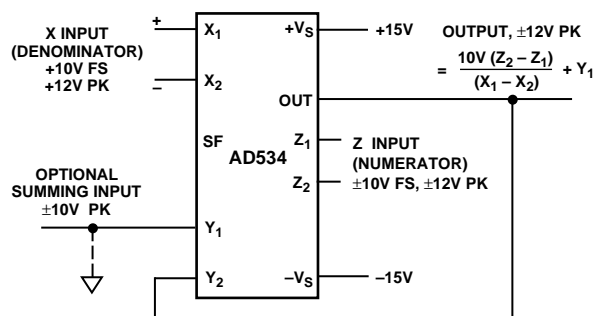 X INPUT
(DENOMINATOR)
+10V FS
+12V PK
+
–
X1
X2
SF
AD534
Y1
Y2
+VS
OUT
Z1
Z2
–VS
+15V
–15V
OUTPUT, ±12V PK
= 10V (Z2 – Z1) / (X1 – X2) + Y1
Z INPUT
(NUMERATOR)
±10V FS, ±12V PK
OPTIONAL
SUMMING INPUT
±10V PK